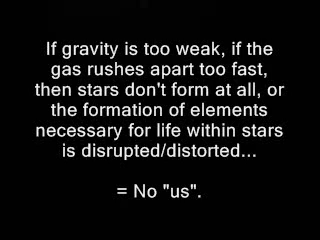 If gravity is too weak, if the
gas rushes apart too fast,
then stars don't form at all, or
the formation of elements
necessary for life within stars
is disrupted/distorted...
= No "us".